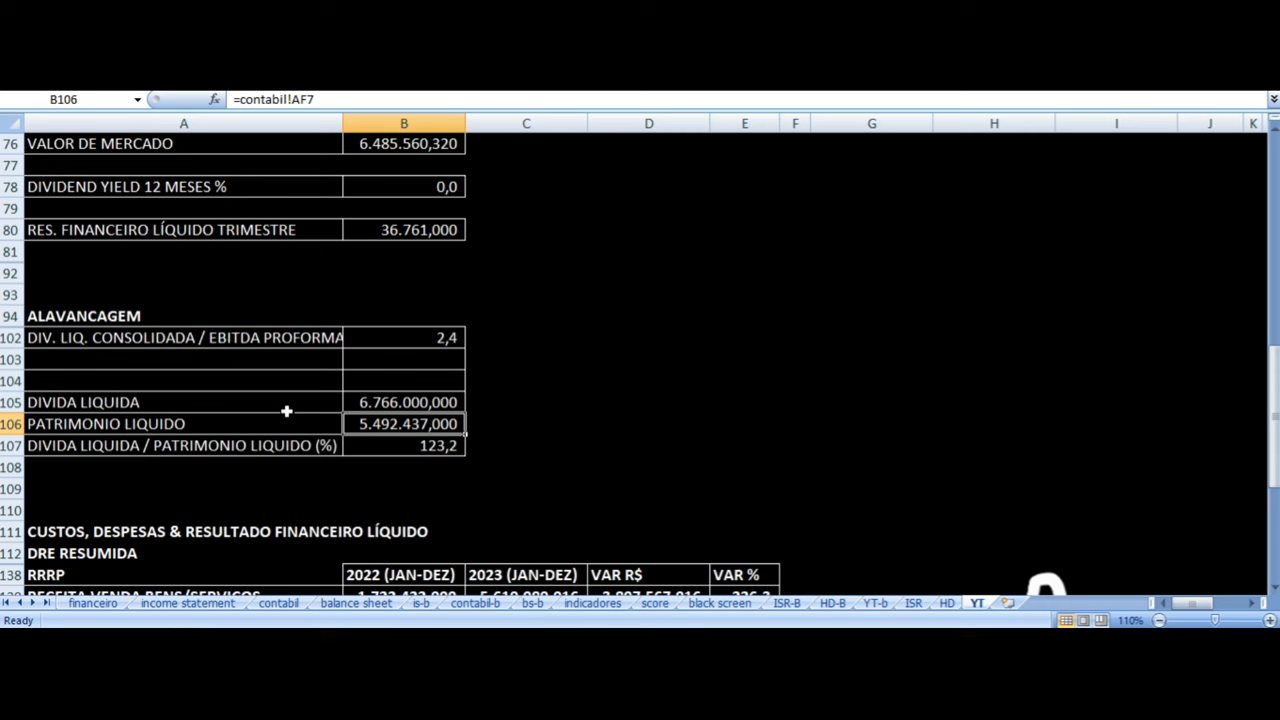 B106 fx =contabil!AF7
A B C D E F G H I J K
76 VALOR DE MERCADO 6.485.560,320
77
78 DIVIDEND YIELD 12 MESES % 0,0
79
80 RES. FINANCEIRO LÍQUIDO TRIMESTRE 36.761,000
81
92
93
94 ALAVANCAGEM
102 DIV. LIQ. CONSOLIDADA / EBITDA PROFORMA 2,4
103
104
105 DIVIDA LIQUIDA 6.766.000,000
106 PATRIMONIO LIQUIDO 5.492.437,000
107 DIVIDA LIQUIDA / PATRIMONIO LIQUIDO (%) 123,2
108
109
110
111 CUSTOS, DESPESAS & RESULTADO FINANCEIRO LÍQUIDO
112 DRE RESUMIDA
138 RRRP 2022 (JAN-DEZ) 2023 (JAN-DEZ) VAR R$ VAR %
RECEITA VENDA BENS/SERVIÇOS
financeiro income statement contabil balance sheet is-b contabil-b bs-b indicadores score black screen ISR-B HD-B YT-b ISR HD YT
Ready 110%